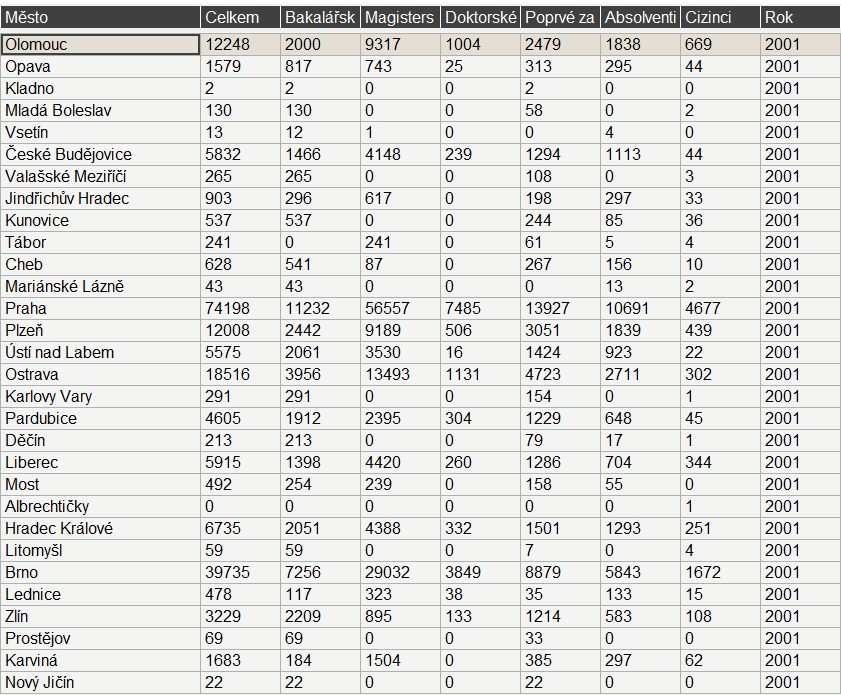 Město Celkem Bakalářsk Magisters Doktorské Poprvé za Absolventi Cizinci Rok
Olomouc 12248 2000 9317 1004 2479 1838 669 2001
Opava 1579 817 743 25 313 295 44 2001
Kladno 2 2 0 0 2 0 0 2001
Mladá Boleslav 130 130 0 0 58 0 2 2001
Vsetín 13 12 1 0 0 4 0 2001
České Budějovice 5832 1466 4148 239 1294 1113 44 2001
Valašské Meziříčí 265 265 0 0 108 0 3 2001
Jindřichův Hradec 903 296 617 0 198 297 33 2001
Kunovice 537 537 0 0 244 85 36 2001
Tábor 241 0 241 0 61 5 4 2001
Cheb 628 541 87 0 267 156 10 2001
Mariánské Lázně 43 43 0 0 0 13 2 2001
Praha 74198 11232 56557 7485 13927 10691 4677 2001
Plzeň 12008 2442 9189 506 3051 1839 439 2001
Ústí nad Labem 5575 2061 3530 16 1424 923 22 2001
Ostrava 18516 3956 13493 1131 4723 2711 302 2001
Karlovy Vary 291 291 0 0 154 0 1 2001
Pardubice 4605 1912 2395 304 1229 648 45 2001
Děčín 213 213 0 0 79 17 1 2001
Liberec 5915 1398 4420 260 1286 704 344 2001
Most 492 254 239 0 158 55 0 2001
Albrechtičky 0 0 0 0 0 0 1 2001
Hradec Králové 6735 2051 4388 332 1501 1293 251 2001
Litomyšl 59 59 0 0 7 0 4 2001
Brno 39735 7256 29032 3849 8879 5843 1672 2001
Lednice 478 117 323 38 35 133 15 2001
Zlín 3229 2209 895 133 1214 583 108 2001
Prostějov 69 69 0 0 33 0 0 2001
Karviná 1683 184 1504 0 385 297 62 2001
Nový Jičín 22 22 0 0 22 0 0 2001